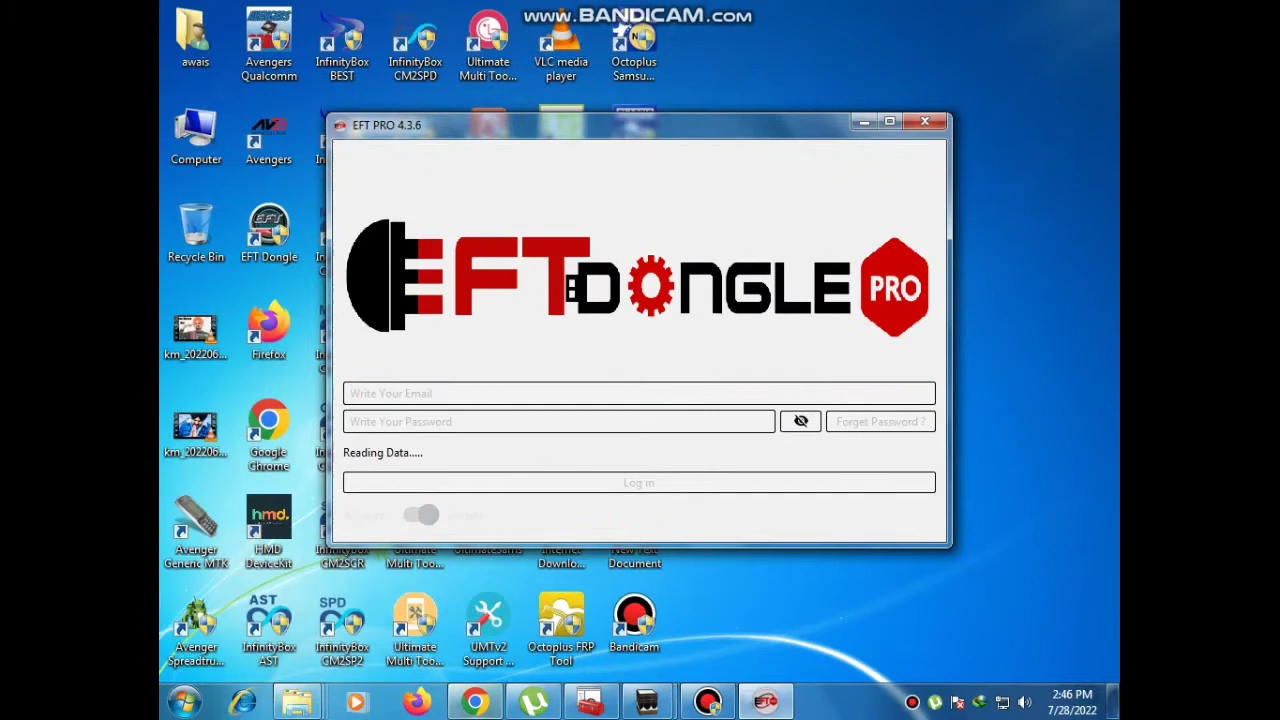 www.BANDICAM.com
awais
Avengers
Qualcomm
InfinityBox
BEST
InfinityBox
CM2SPD
Ultimate
Multi Too...
VLC media
player
Octoplus
Samsu...
EFT PRO 4.3.6
Computer
Avengers
EFT DONGLE PRO
Recycle Bin
EFT Dongle
km_202206...
Firefox
Write Your Email
Write Your Password
Forget Password ?
Reading Data.....
Log in
km_202206...
Google
Chrome
hmd.
Avenger
Generic MTK
HMD
DeviceKit
InfinityBox
CM2SCR
Ultimate
Multi Too...
UltimateSams
Internet
Downlo...
New Text
Document
AST
SPD
Avenger
Spreadtru...
InfinityBox
AST
InfinityBox
CM2SP2
Ultimate
Multi Too...
UMTv2
Support ...
Octoplus FRP
Tool
Bandicam
2:46 PM
7/28/2022